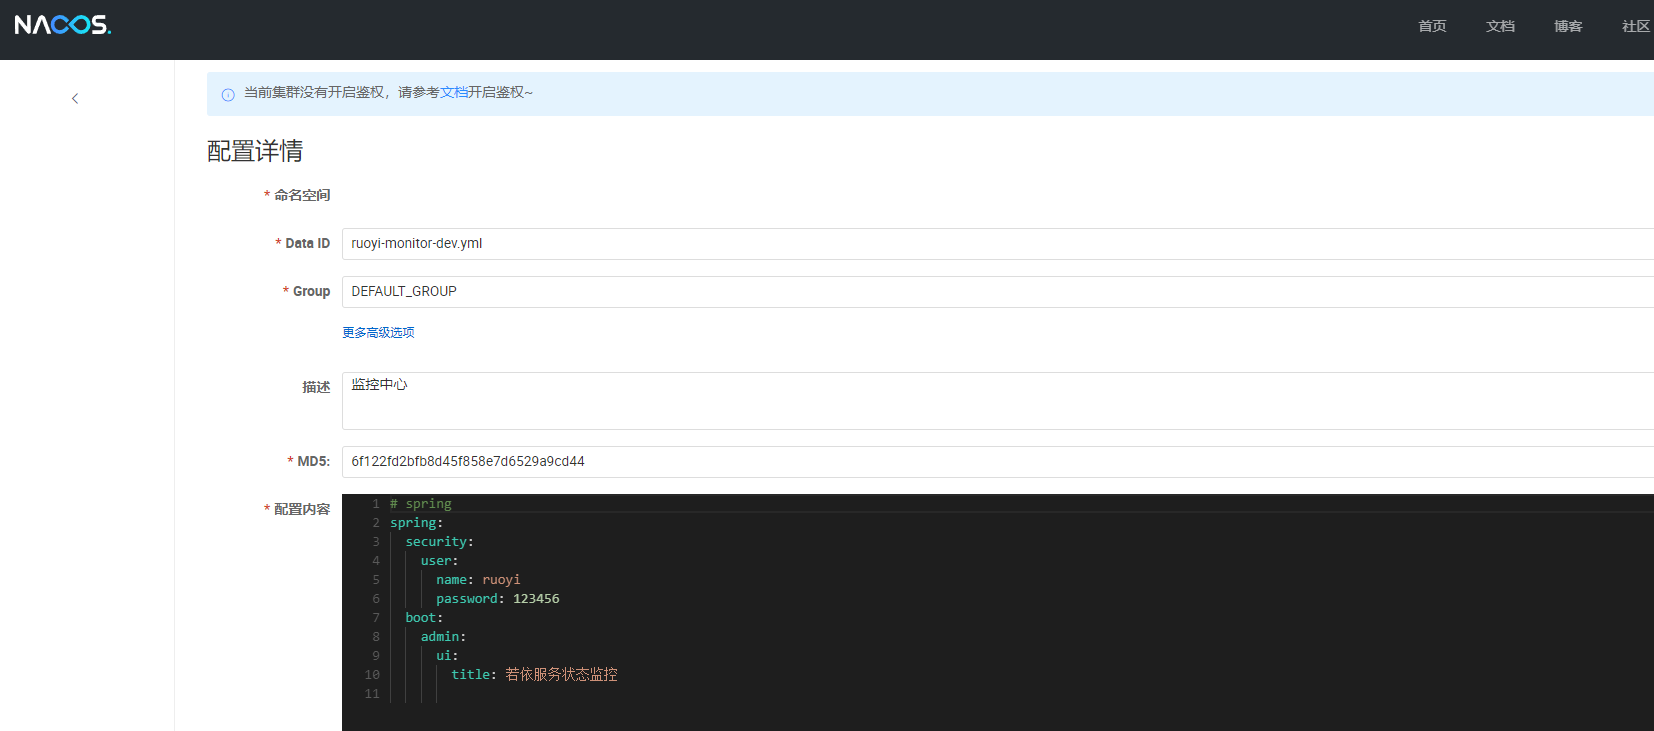 NACOS.
首页 文档 博客 社区
当前集群没有开启鉴权，请参考文档开启鉴权~
配置详情
* 命名空间
* Data ID ruoyi-monitor-dev.yml
* Group DEFAULT_GROUP
更多高级选项
描述 监控中心
* MD5: 6f122fd2bfb8d45f858e7d6529a9cd44
* 配置内容
1 # spring
2 spring:
3 security:
4 user:
5 name: ruoyi
6 password: 123456
7 boot:
8 admin:
9 ui:
10 title: 若依服务状态监控
11